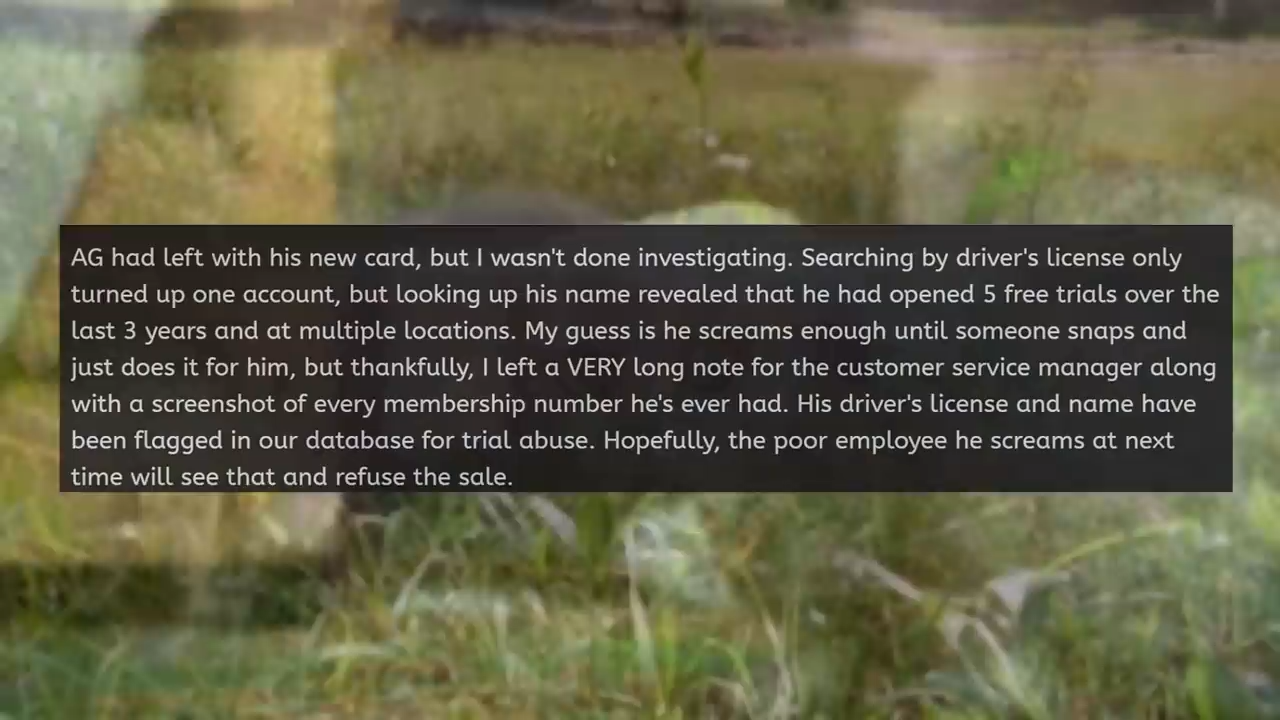 AG had left with his new card, but I wasn't done investigating. Searching by driver's license only
turned up one account, but looking up his name revealed that he had opened 5 free trials over the
last 3 years and at multiple locations. My guess is he screams enough until someone snaps and
just does it for him, but thankfully, I left a VERY long note for the customer service manager along
with a screenshot of every membership number he's ever had. His driver's license and name have
been flagged in our database for trial abuse. Hopefully, the poor employee he screams at next
time will see that and refuse the sale.